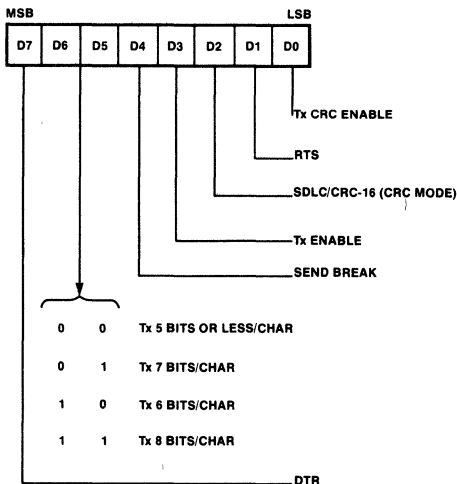 MSB LSB
D7 D6 D5 D4 D3 D2 D1 D0
Tx CRC ENABLE
RTS
SDLC/CRC-16 (CRC MODE)
Tx ENABLE
SEND BREAK
0 0 Tx 5 BITS OR LESS/CHAR
0 1 Tx 7 BITS/CHAR
1 0 Tx 6 BITS/CHAR
1 1 Tx 8 BITS/CHAR
DTR